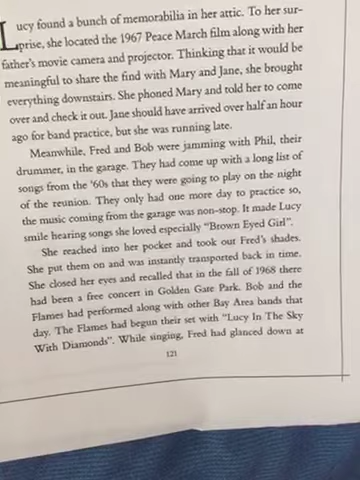 Lucy found a bunch of memorabilia in her attic. To her sur-
prise, she located the 1967 Peace March film along with her
father's movie camera and projector. Thinking that it would be
meaningful to share the find with Mary and Jane, she brought
everything downstairs. She phoned Mary and told her to come
over and check it out. Jane should have arrived over half an hour
ago for band practice, but she was running late.
Meanwhile, Fred and Bob were jamming with Phil, their
drummer, in the garage. They had come up with a long list of
songs from the '60s that they were going to play on the night
of the reunion. They only had one more day to practice so,
the music coming from the garage was non-stop. It made Lucy
smile hearing songs she loved especially "Brown Eyed Girl".
She reached into her pocket and took out Fred's shades.
She put them on and was instantly transported back in time.
She closed her eyes and recalled that in the fall of 1968 there
had been a free concert in Golden Gate Park. Bob and the
Flames had performed along with other Bay Area bands that
day. The Flames had begun their set with "Lucy In The Sky
With Diamonds". While singing, Fred had glanced down at
121